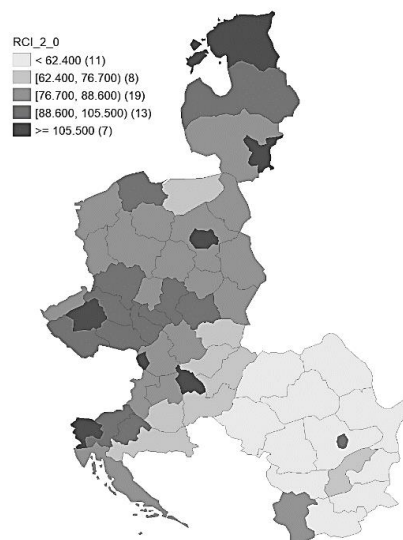 RCI_2_0
< 62.400 (11)
[62.400, 76.700) (8)
[76.700, 88.600) (19)
[88.600, 105.500) (13)
>= 105.500 (7)